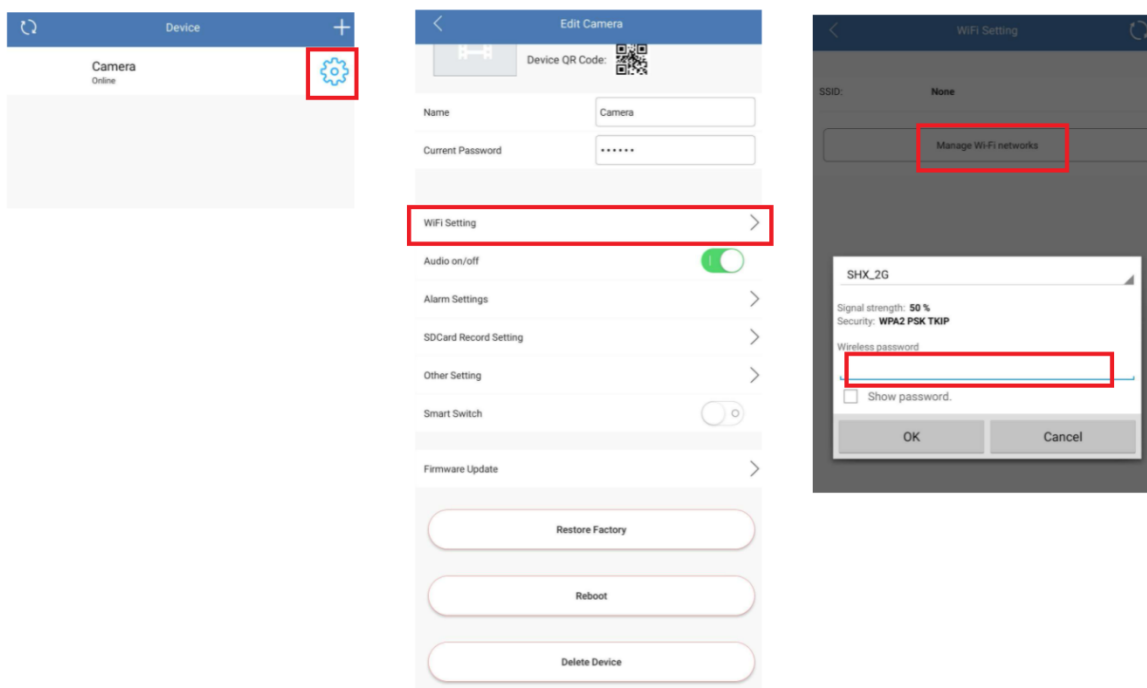 Device
Camera
Online
Edit Camera
Device QR Code:
Name
Camera
Current Password
••••••
WiFi Setting
Audio on/off
Alarm Settings
SDCard Record Setting
Other Setting
Smart Switch
Firmware Update
Restore Factory
Reboot
Delete Device
WiFi Setting
SSID: None
Manage Wi-Fi networks
SHX_2G
Signal strength: 50 %
Security: WPA2 PSK TKIP
Wireless password
Show password.
OK Cancel